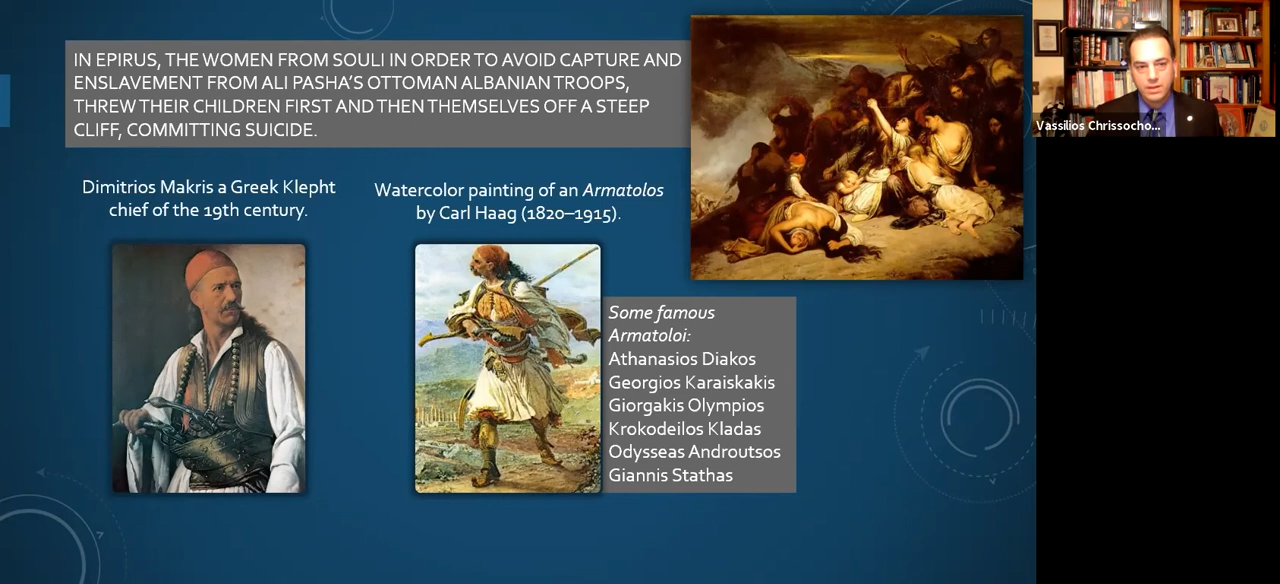 IN EPIRUS, THE WOMEN FROM SOULI IN ORDER TO AVOID CAPTURE AND
ENSLAVEMENT FROM ALI PASHA'S OTTOMAN ALBANIAN TROOPS,
THREW THEIR CHILDREN FIRST AND THEN THEMSELVES OFF A STEEP
CLIFF, COMMITTING SUICIDE.
Vassilios Chrissocho...
Dimitrios Makris a Greek Klepht
chief of the 19th century.
Watercolor painting of an Armatolos
by Carl Haag (1820–1915).
Some famous
Armatoloi:
Athanasios Diakos
Georgios Karaiskakis
Giorgakis Olympios
Krokodeilos Kladas
Odysseas Androutsos
Giannis Stathas